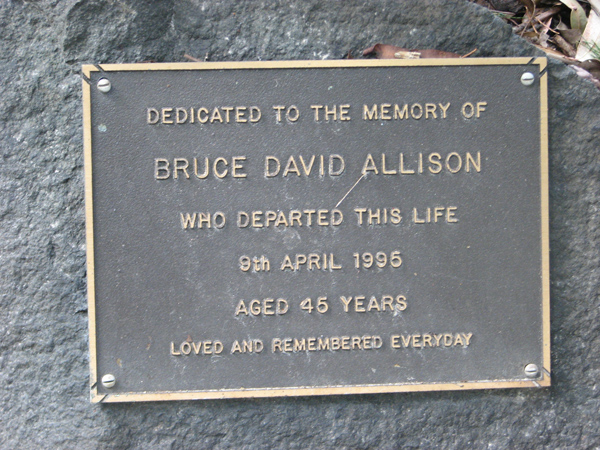 DEDICATED TO THE MEMORY OF
BRUCE DAVID ALLISON
WHO DEPARTED THIS LIFE
9th APRIL 1995
AGED 45 YEARS
LOVED AND REMEMBERED EVERYDAY